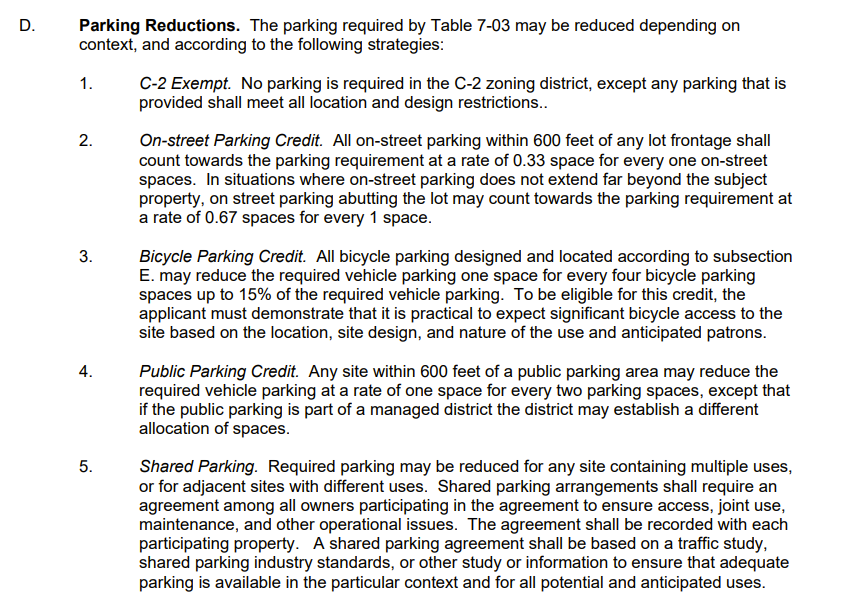 D. Parking Reductions. The parking required by Table 7-03 may be reduced depending on
context, and according to the following strategies:
1. C-2 Exempt. No parking is required in the C-2 zoning district, except any parking that is
provided shall meet all location and design restrictions..
2. On-street Parking Credit. All on-street parking within 600 feet of any lot frontage shall
count towards the parking requirement at a rate of 0.33 space for every one on-street
spaces. In situations where on-street parking does not extend far beyond the subject
property, on street parking abutting the lot may count towards the parking requirement at
a rate of 0.67 spaces for every 1 space.
3. Bicycle Parking Credit. All bicycle parking designed and located according to subsection
E. may reduce the required vehicle parking one space for every four bicycle parking
spaces up to 15% of the required vehicle parking. To be eligible for this credit, the
applicant must demonstrate that it is practical to expect significant bicycle access to the
site based on the location, site design, and nature of the use and anticipated patrons.
4. Public Parking Credit. Any site within 600 feet of a public parking area may reduce the
required vehicle parking at a rate of one space for every two parking spaces, except that
if the public parking is part of a managed district the district may establish a different
allocation of spaces.
5. Shared Parking. Required parking may be reduced for any site containing multiple uses,
or for adjacent sites with different uses. Shared parking arrangements shall require an
agreement among all owners participating in the agreement to ensure access, joint use,
maintenance, and other operational issues. The agreement shall be recorded with each
participating property. A shared parking agreement shall be based on a traffic study,
shared parking industry standards, or other study or information to ensure that adequate
parking is available in the particular context and for all potential and anticipated uses.